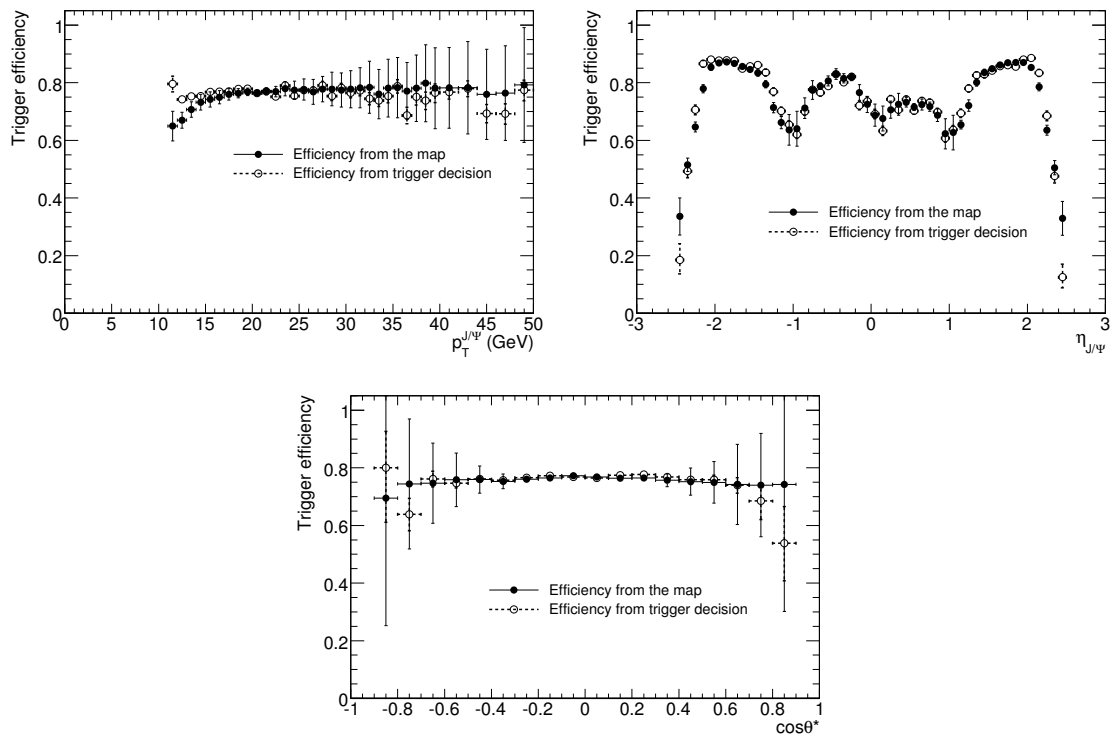 Trigger efficiency
1
0.8
0.6
0.4
0.2
0
Efficiency from the map
Efficiency from trigger decision
0 5 10 15 20 25 30 35 40 45 50
p_T^{J/Ψ} (GeV)
Trigger efficiency
1
0.8
0.6
0.4
0.2
0
Efficiency from the map
Efficiency from trigger decision
-3 -2 -1 0 1 2 3
η_{J/Ψ}
Trigger efficiency
1
0.8
0.6
0.4
0.2
0
Efficiency from the map
Efficiency from trigger decision
-1 -0.8 -0.6 -0.4 -0.2 0 0.2 0.4 0.6 0.8 1
cosθ*